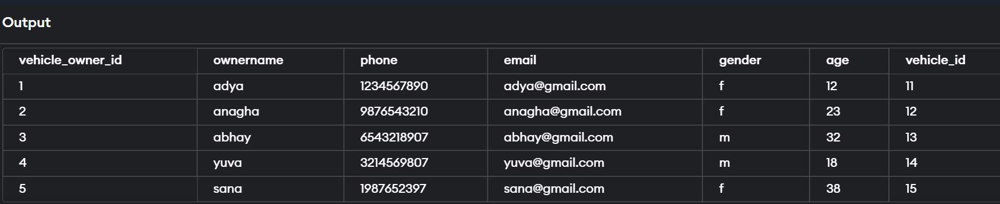 Output
vehicle_owner_id ownername phone email gender age vehicle_id
1 adya 1234567890 adya@gmail.com f 12 11
2 anagha 9876543210 anagha@gmail.com f 23 12
3 abhay 6543218907 abhay@gmail.com m 32 13
4 yuva 3214569807 yuva@gmail.com m 18 14
5 sana 1987652397 sana@gmail.com f 38 15